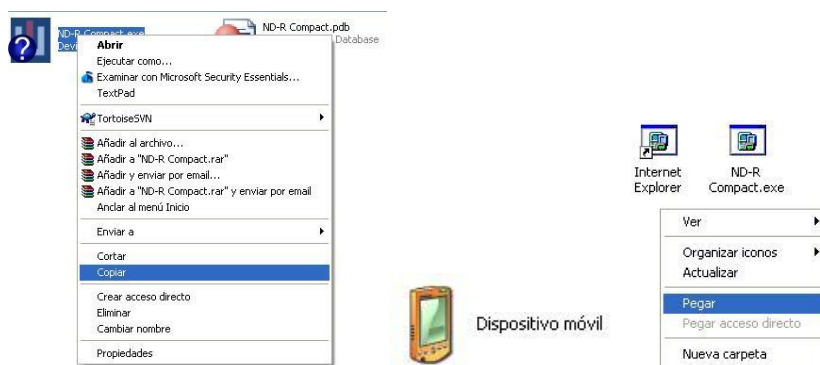 ND-R Compact.exe
Devi
ND-R Compact.pdb
Database
Abrir
Ejecutar como...
Examinar con Microsoft Security Essentials...
TextPad
TortoiseSVN
Añadir al archivo...
Añadir a "ND-R Compact.rar"
Añadir y enviar por email...
Añadir a "ND-R Compact.rar" y enviar por email
Anclar al menú Inicio
Enviar a
Cortar
Copiar
Crear acceso directo
Eliminar
Cambiar nombre
Propiedades
Dispositivo móvil
Internet
Explorer
ND-R
Compact.exe
Ver
Organizar iconos
Actualizar
Pegar
Pegar acceso directo
Nueva carpeta